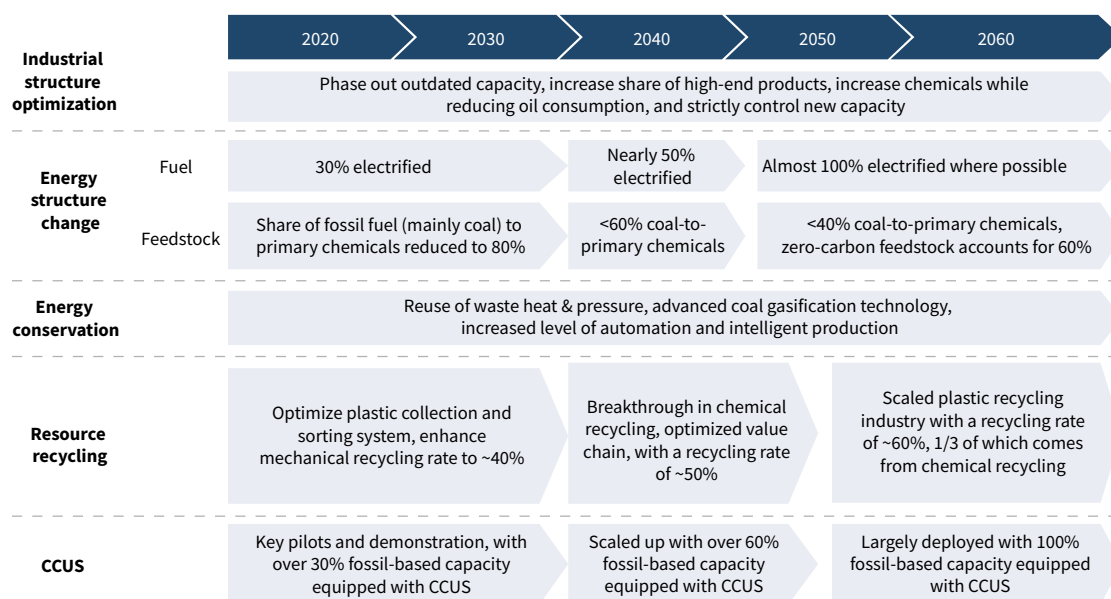 2020 2030 2040 2050 2060
Industrial
structure
optimization
Phase out outdated capacity, increase share of high-end products, increase chemicals while
reducing oil consumption, and strictly control new capacity
Energy
structure
change
Fuel
30% electrified
Nearly 50%
electrified
Almost 100% electrified where possible
Feedstock
Share of fossil fuel (mainly coal) to
primary chemicals reduced to 80%
<60% coal-to-
primary chemicals
<40% coal-to-primary chemicals,
zero-carbon feedstock accounts for 60%
Energy
conservation
Reuse of waste heat & pressure, advanced coal gasification technology,
increased level of automation and intelligent production
Resource
recycling
Optimize plastic collection and
sorting system, enhance
mechanical recycling rate to ~40%
Breakthrough in chemical
recycling, optimized value
chain, with a recycling rate
of ~50%
Scaled plastic recycling
industry with a recycling rate
of ~60%, 1/3 of which comes
from chemical recycling
CCUS
Key pilots and demonstration, with
over 30% fossil-based capacity
equipped with CCUS
Scaled up with over 60%
fossil-based capacity
equipped with CCUS
Largely deployed with 100%
fossil-based capacity equipped
with CCUS